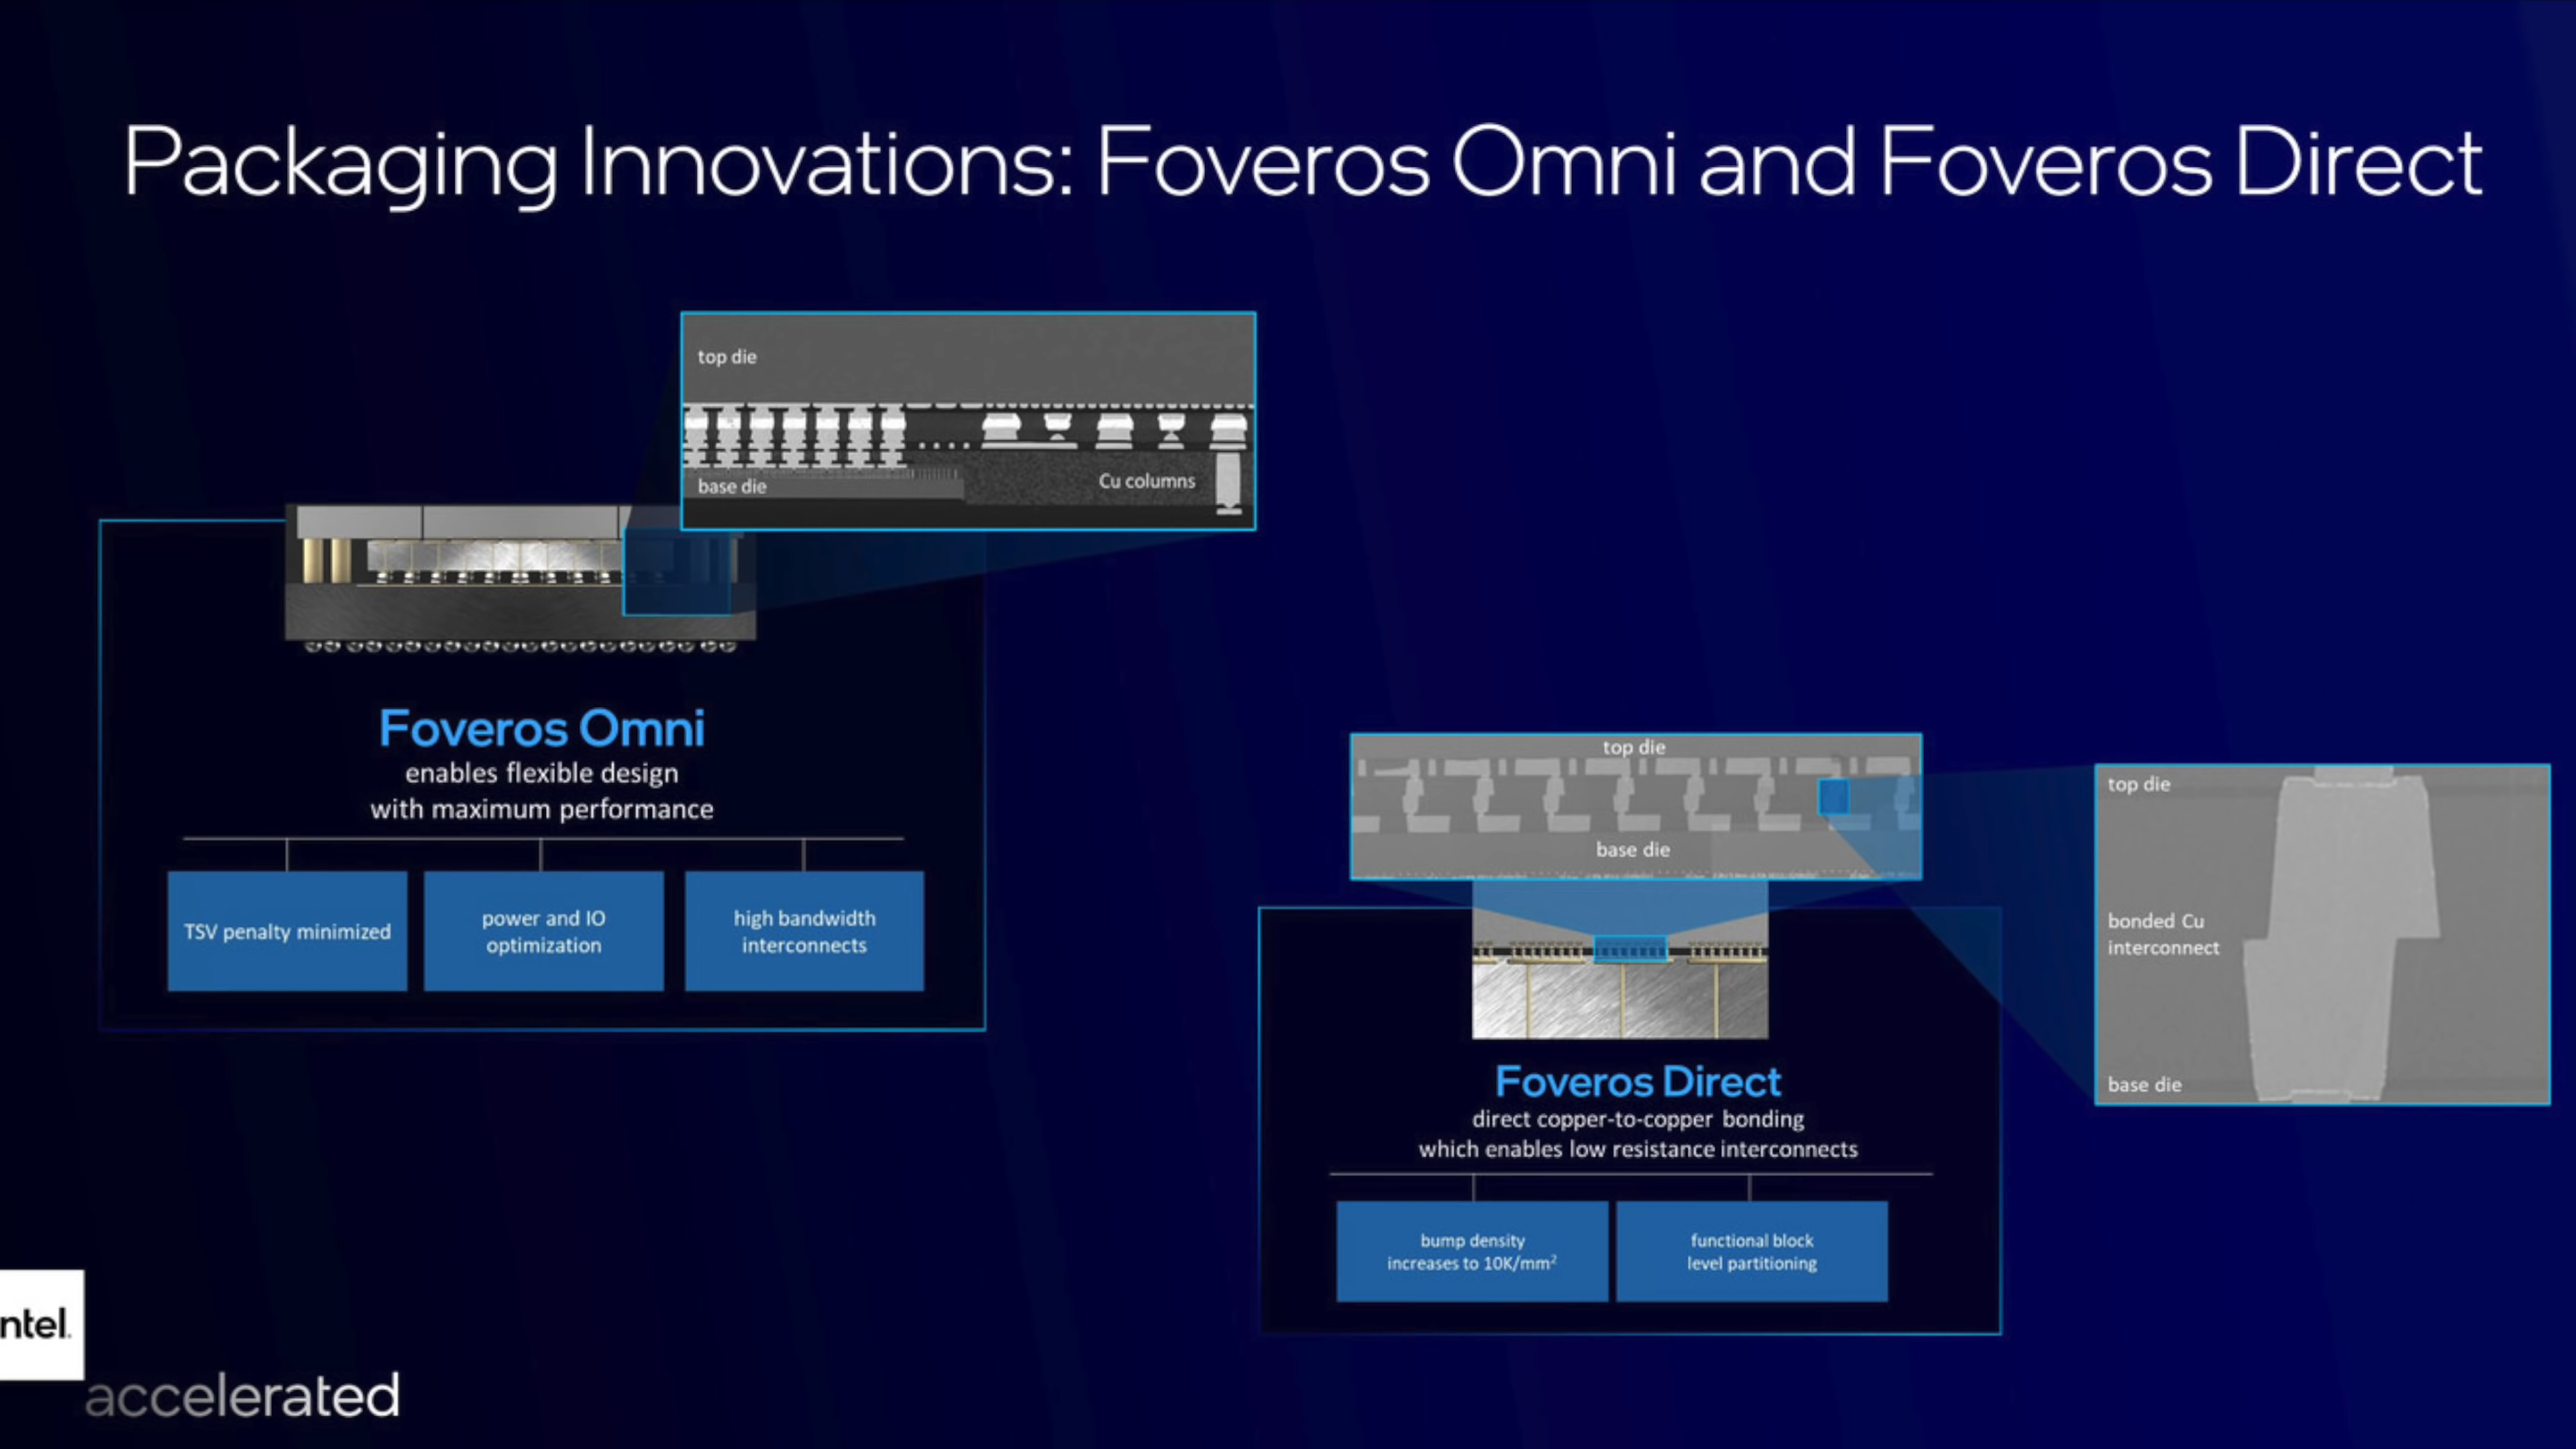 Packaging Innovations: Foveros Omni and Foveros Direct
top die
Cu columns
base die
Foveros Omni
enables flexible design
with maximum performance
TSV penalty minimized
power and IO
optimization
high bandwidth
interconnects
top die
base die
top die
bonded Cu
interconnect
base die
Foveros Direct
direct copper-to-copper bonding
which enables low resistance interconnects
bump density
increases to 10K/mm²
functional block
level partitioning
ntel.
accelerated